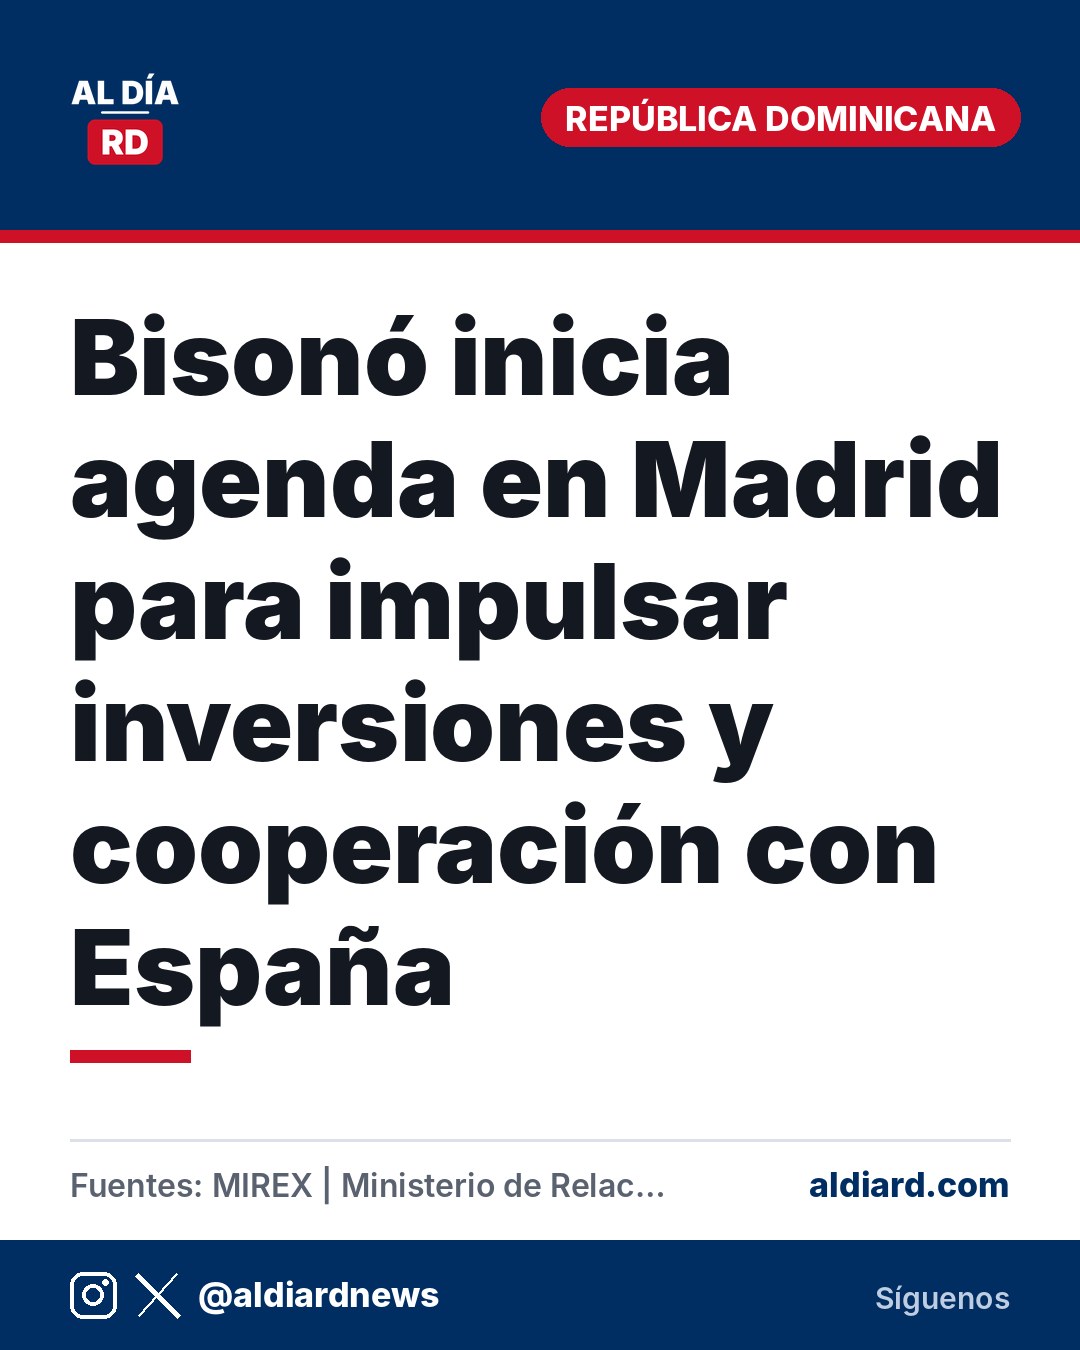 AL DÍA
RD
REPÚBLICA DOMINICANA
Bisonó inicia
agenda en Madrid
para impulsar
inversiones y
cooperación con
España
Fuentes: MIREX | Ministerio de Relac...
aldiard.com
@aldiardnews
Síguenos